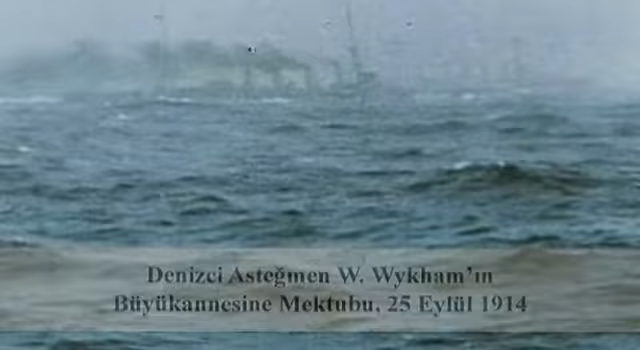 Denizci Asteğmen W. Wykham'ın
Büyükannesine Mektubu, 25 Eylül 1914